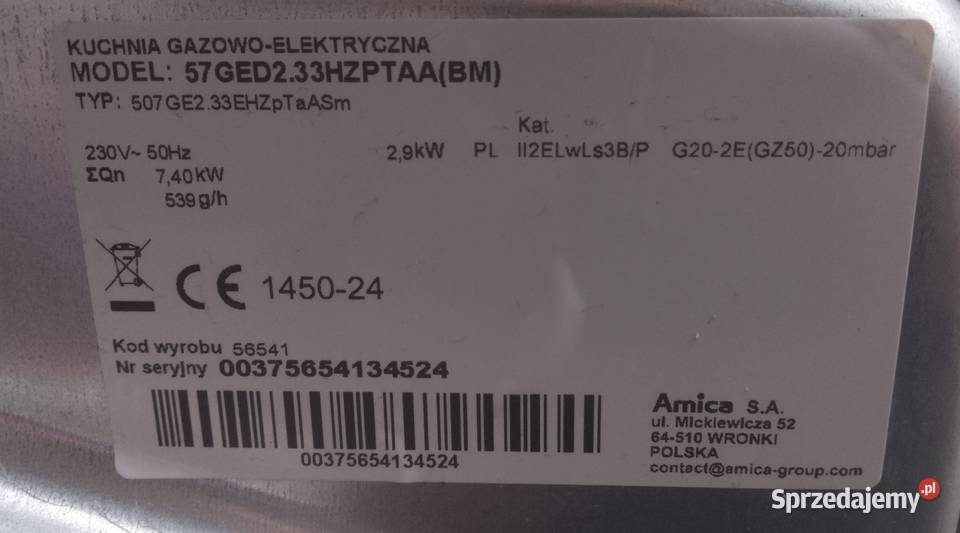 KUCHNIA GAZOWO-ELEKTRYCZNA
MODEL: 57GED2.33HZPTAA(BM)
TYP: 507GE2.33EHZpTaASm
Kat.
230V~ 50Hz 2,9kW PL II2ELwLs3B/P G20-2E(GZ50)-20mbar
ΣQn 7,40kW
539g/h
CE 1450-24
Kod wyrobu 56541
Nr seryjny 00375654134524
00375654134524
Amica S.A.
ul. Mickiewicza 52
64-510 WRONKI
POLSKA
contact@amica-group.com
Sprzedajemy.pl